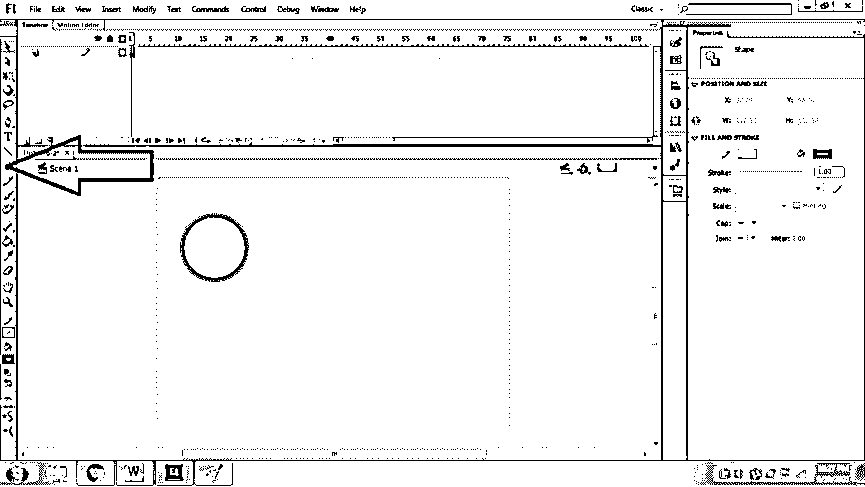 Fl File Edit View Insert Modify Text Commands Control Debug Window Help
Classic
Timeline Motion Editor
1 5 10 15 20 25 30 35 40 45 50 55 60 65 70 75 80 85 90 95 100
Scene 1
Properties
Shape
POSITION AND SIZE
X:
Y:
W:
H:
FILL AND STROKE
Stroke:
1.00
Style:
Scale:
Hinting
Cap:
Join:
Miter: 3.00
T
W
Fl